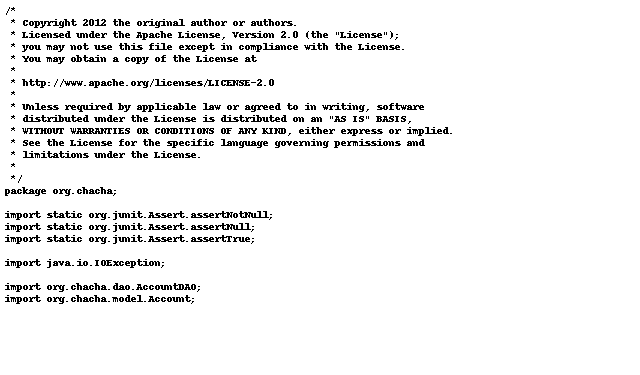 /*
 * Copyright 2012 the original author or authors.
 * Licensed under the Apache License, Version 2.0 (the "License");
 * you may not use this file except in compliance with the License.
 * You may obtain a copy of the License at
 *
 * http://www.apache.org/licenses/LICENSE-2.0
 *
 * Unless required by applicable law or agreed to in writing, software
 * distributed under the License is distributed on an "AS IS" BASIS,
 * WITHOUT WARRANTIES OR CONDITIONS OF ANY KIND, either express or implied.
 * See the License for the specific language governing permissions and
 * limitations under the License.
 *
 */
package org.chacha;

import static org.junit.Assert.assertNotNull;
import static org.junit.Assert.assertNull;
import static org.junit.Assert.assertTrue;

import java.io.IOException;

import org.chacha.dao.AccountDAO;
import org.chacha.model.Account;